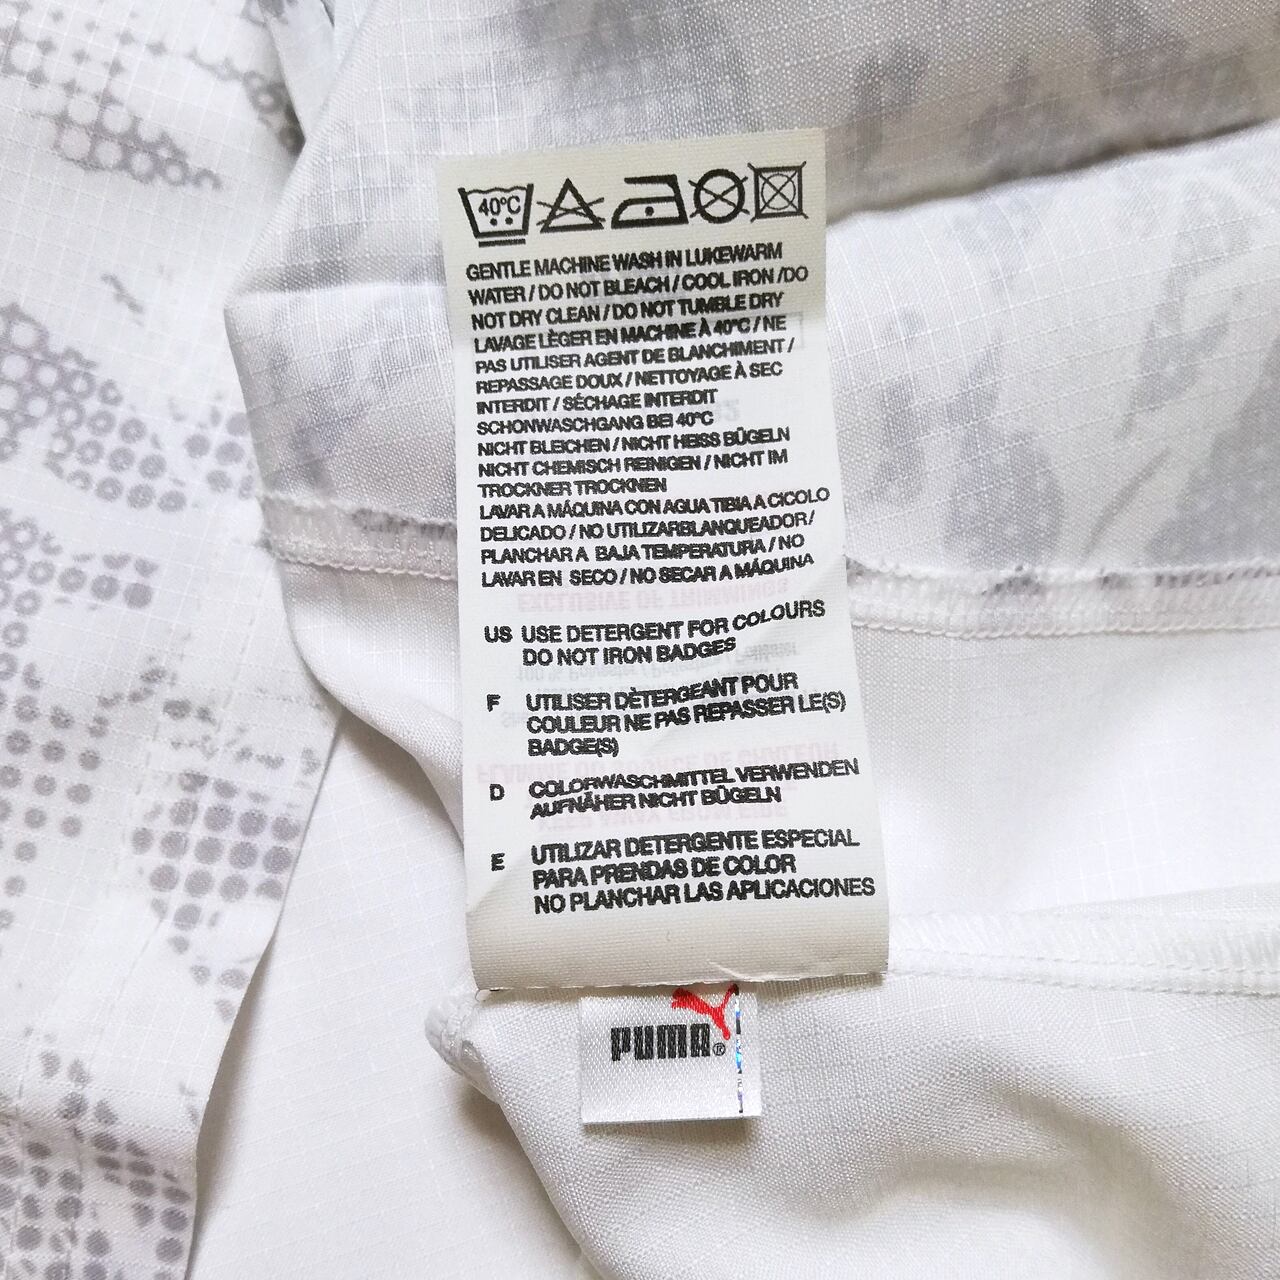 40°C
GENTLE MACHINE WASH IN LUKEWARM
WATER / DO NOT BLEACH / COOL IRON /DO
NOT DRY CLEAN / DO NOT TUMBLE DRY
LAVAGE LÈGER EN MACHINE À 40°C / NE
PAS UTILISER AGENT DE BLANCHIMENT /
REPASSAGE DOUX / NETTOYAGE À SEC
INTERDIT / SÉCHAGE INTERDIT
SCHONWASCHGANG BEI 40°C
NICHT BLEICHEN / NICHT HEISS BÜGELN
NICHT CHEMISCH REINIGEN / NICHT IM
TROCKNER TROCKNEN
LAVAR A MÁQUINA CON AGUA TIBIA A CICOLO
DELICADO / NO UTILIZARBLANQUEADOR /
PLANCHAR A BAJA TEMPERATURA / NO
LAVAR EN SECO / NO SECAR A MÁQUINA
US USE DETERGENT FOR COLOURS
DO NOT IRON BADGES
F UTILISER DÈTERGEANT POUR
COULEUR NE PAS REPASSER LE(S)
BADGE(S)
D COLORWASCHMITTEL VERWENDEN
AUFNÄHER NICHT BÜGELN
E UTILIZAR DETERGENTE ESPECIAL
PARA PRENDAS DE COLOR
NO PLANCHAR LAS APLICACIONES
PUMA®